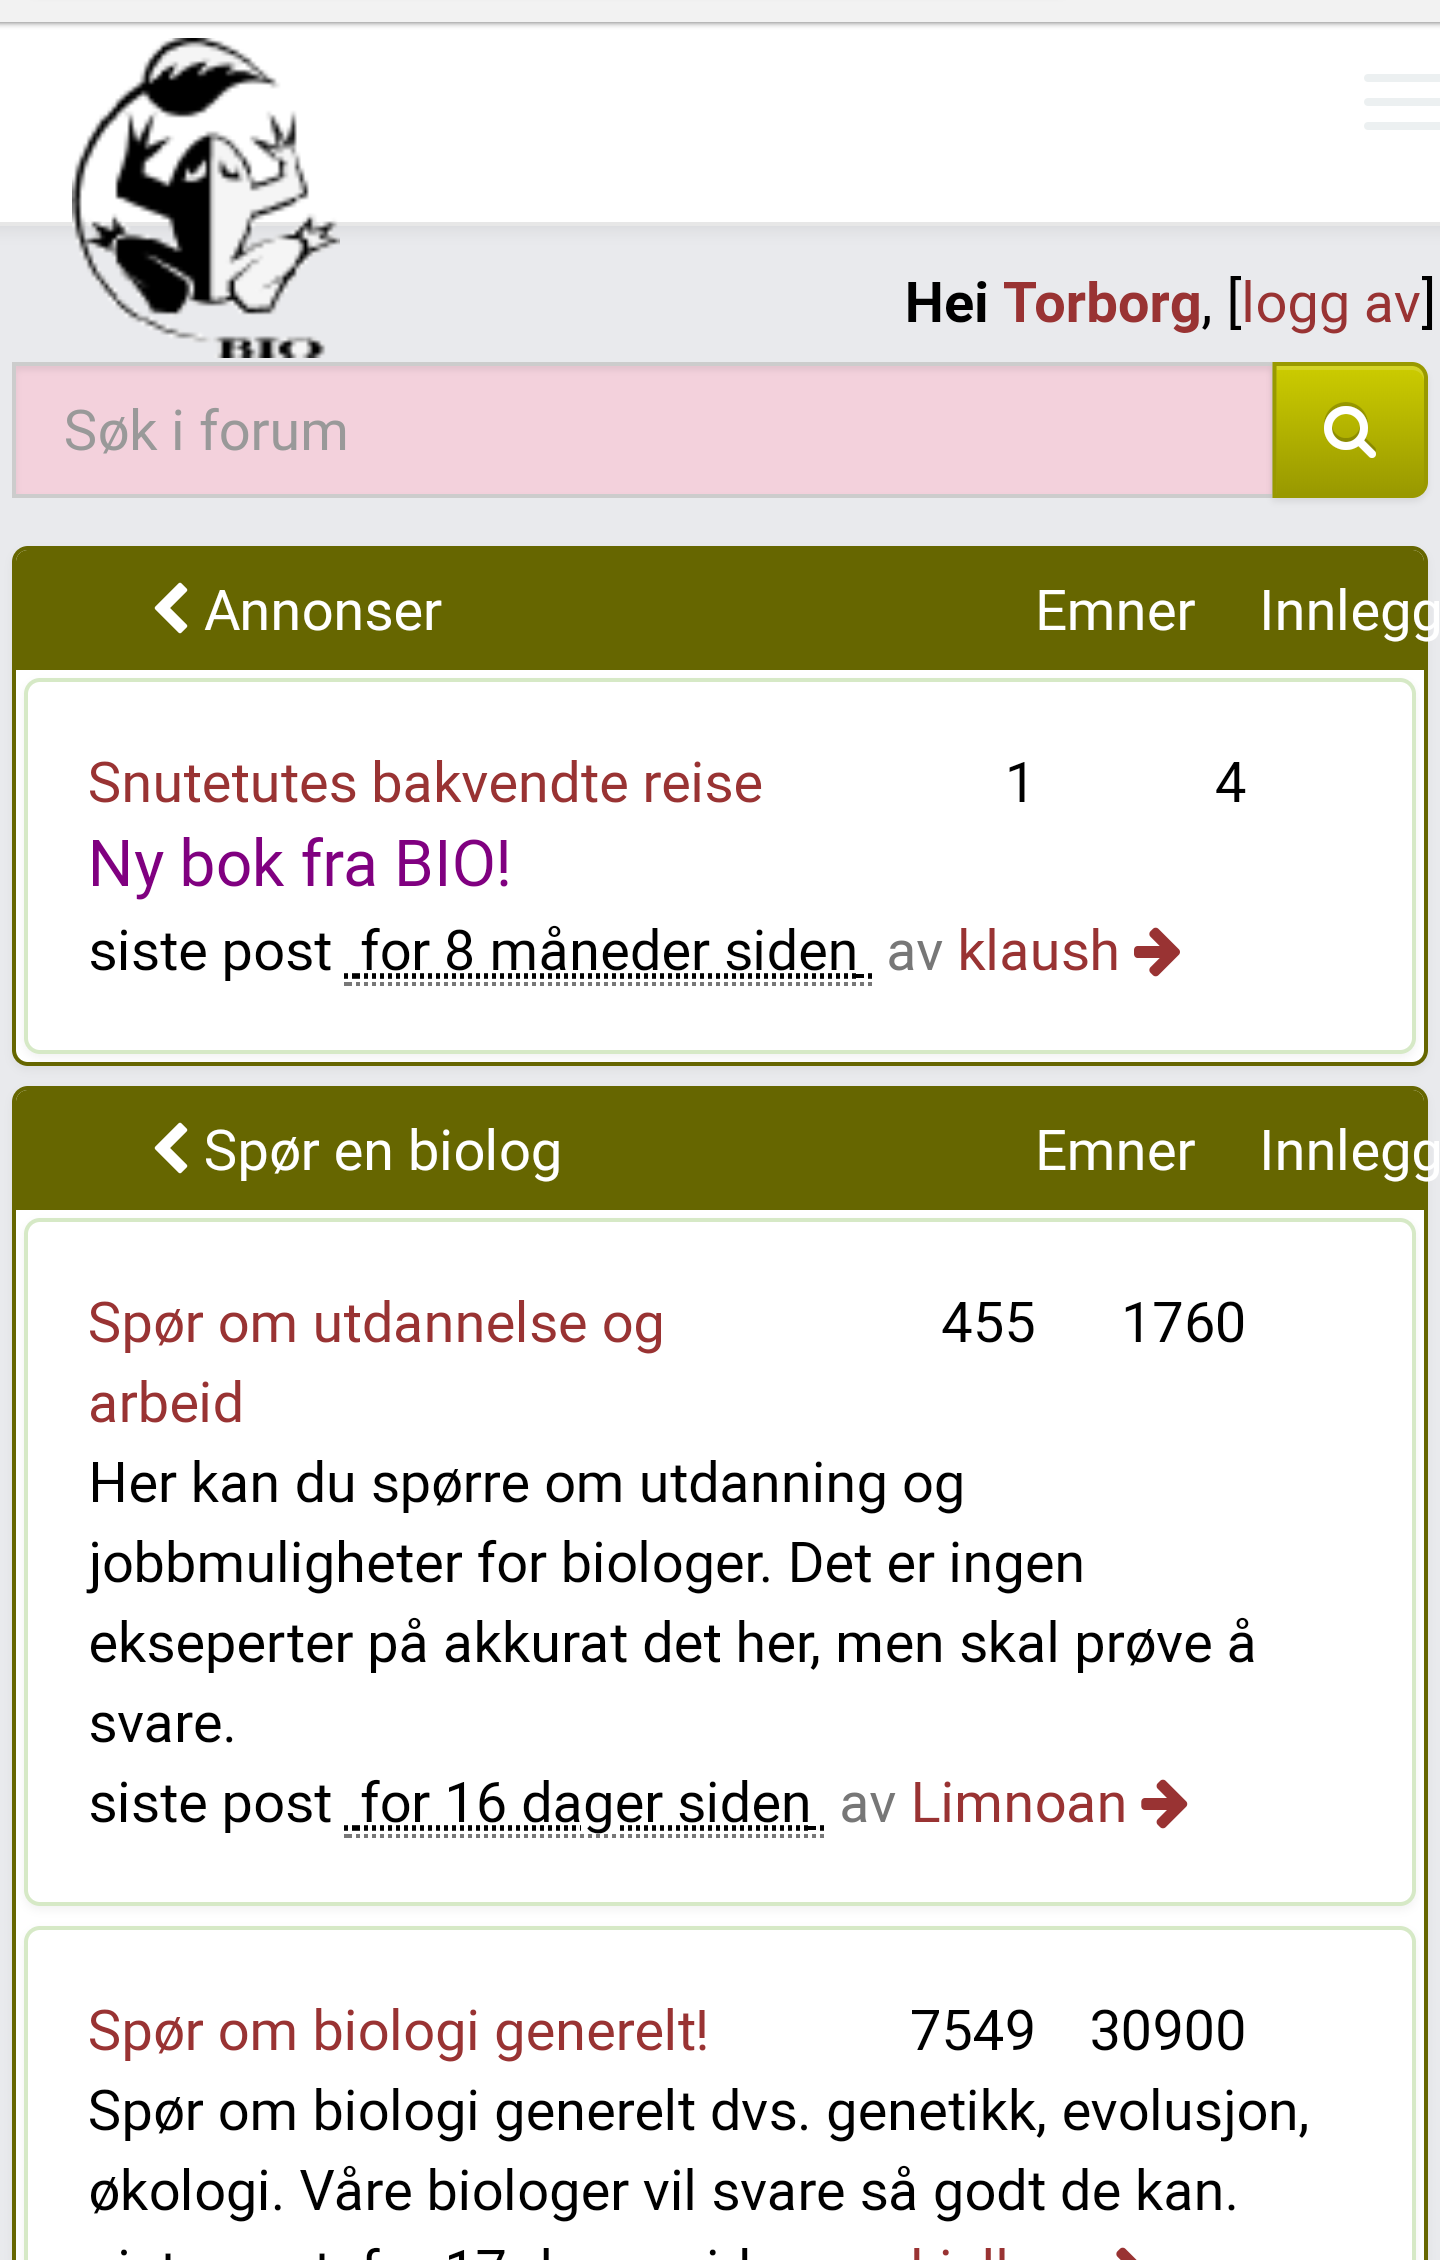 BIO
Hei Torborg, [logg av]
Søk i forum
Annonser Emner Innlegg
Snutetutes bakvendte reise 1 4
Ny bok fra BIO!
siste post for 8 måneder siden av klaush
Spør en biolog Emner Innlegg
Spør om utdannelse og 455 1760
arbeid
Her kan du spørre om utdanning og
jobbmuligheter for biologer. Det er ingen
ekseperter på akkurat det her, men skal prøve å
svare.
siste post for 16 dager siden av Limnoan
Spør om biologi generelt! 7549 30900
Spør om biologi generelt dvs. genetikk, evolusjon,
økologi. Våre biologer vil svare så godt de kan.